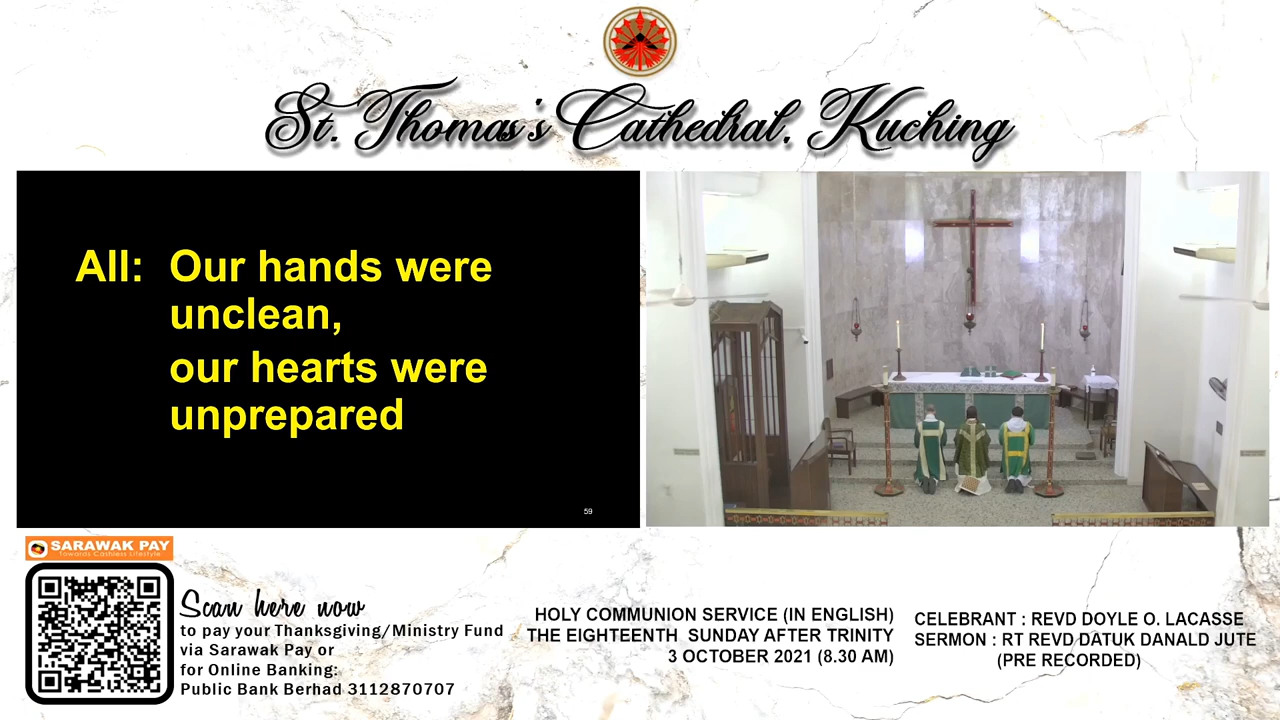 St. Thomas's Cathedral, Kuching
All: Our hands were
unclean,
our hearts were
unprepared
59
SARAWAK PAY
Towards Cashless Lifestyle
Scan here now
to pay your Thanksgiving/Ministry Fund
via Sarawak Pay or
for Online Banking:
Public Bank Berhad 3112870707
HOLY COMMUNION SERVICE (IN ENGLISH)
THE EIGHTEENTH SUNDAY AFTER TRINITY
3 OCTOBER 2021 (8.30 AM)
CELEBRANT : REVD DOYLE O. LACASSE
SERMON : RT REVD DATUK DANALD JUTE
(PRE RECORDED)